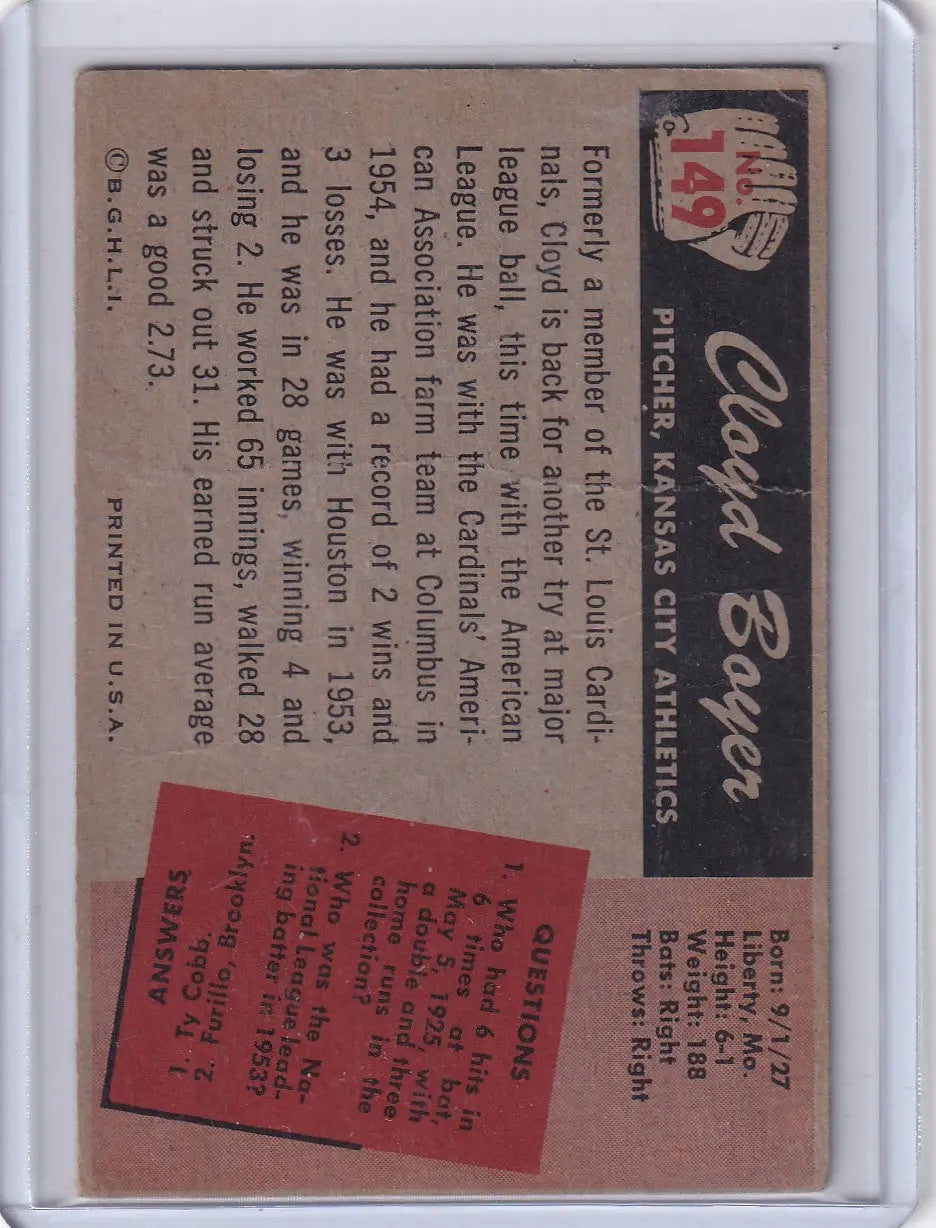 No.
149
Cloyd Boyer
PITCHER, KANSAS CITY ATHLETICS
Born: 9/1/27
Liberty, Mo.
Height: 6-1
Weight: 188
Bats: Right
Throws: Right
Formerly a member of the St. Louis Cardi-
nals, Cloyd is back for another try at major
league ball, this time with the American
League. He was with the Cardinals' Ameri-
can Association farm team at Columbus in
1954, and he had a record of 2 wins and
3 losses. He was with Houston in 1953,
and he was in 28 games, winning 4 and
losing 2. He worked 65 innings, walked 28
and struck out 31. His earned run average
was a good 2.73.
©B.G.H.L.I.
PRINTED IN U.S.A.
QUESTIONS
1. Who had 6 hits in
6 times at bat,
May 5, 1925, with
a double and three
home runs in the
collection?
2. Who was the Na-
tional League lead-
ing batter in 1953?
ANSWERS
1. Ty Cobb.
2. Furillo, Brooklyn.